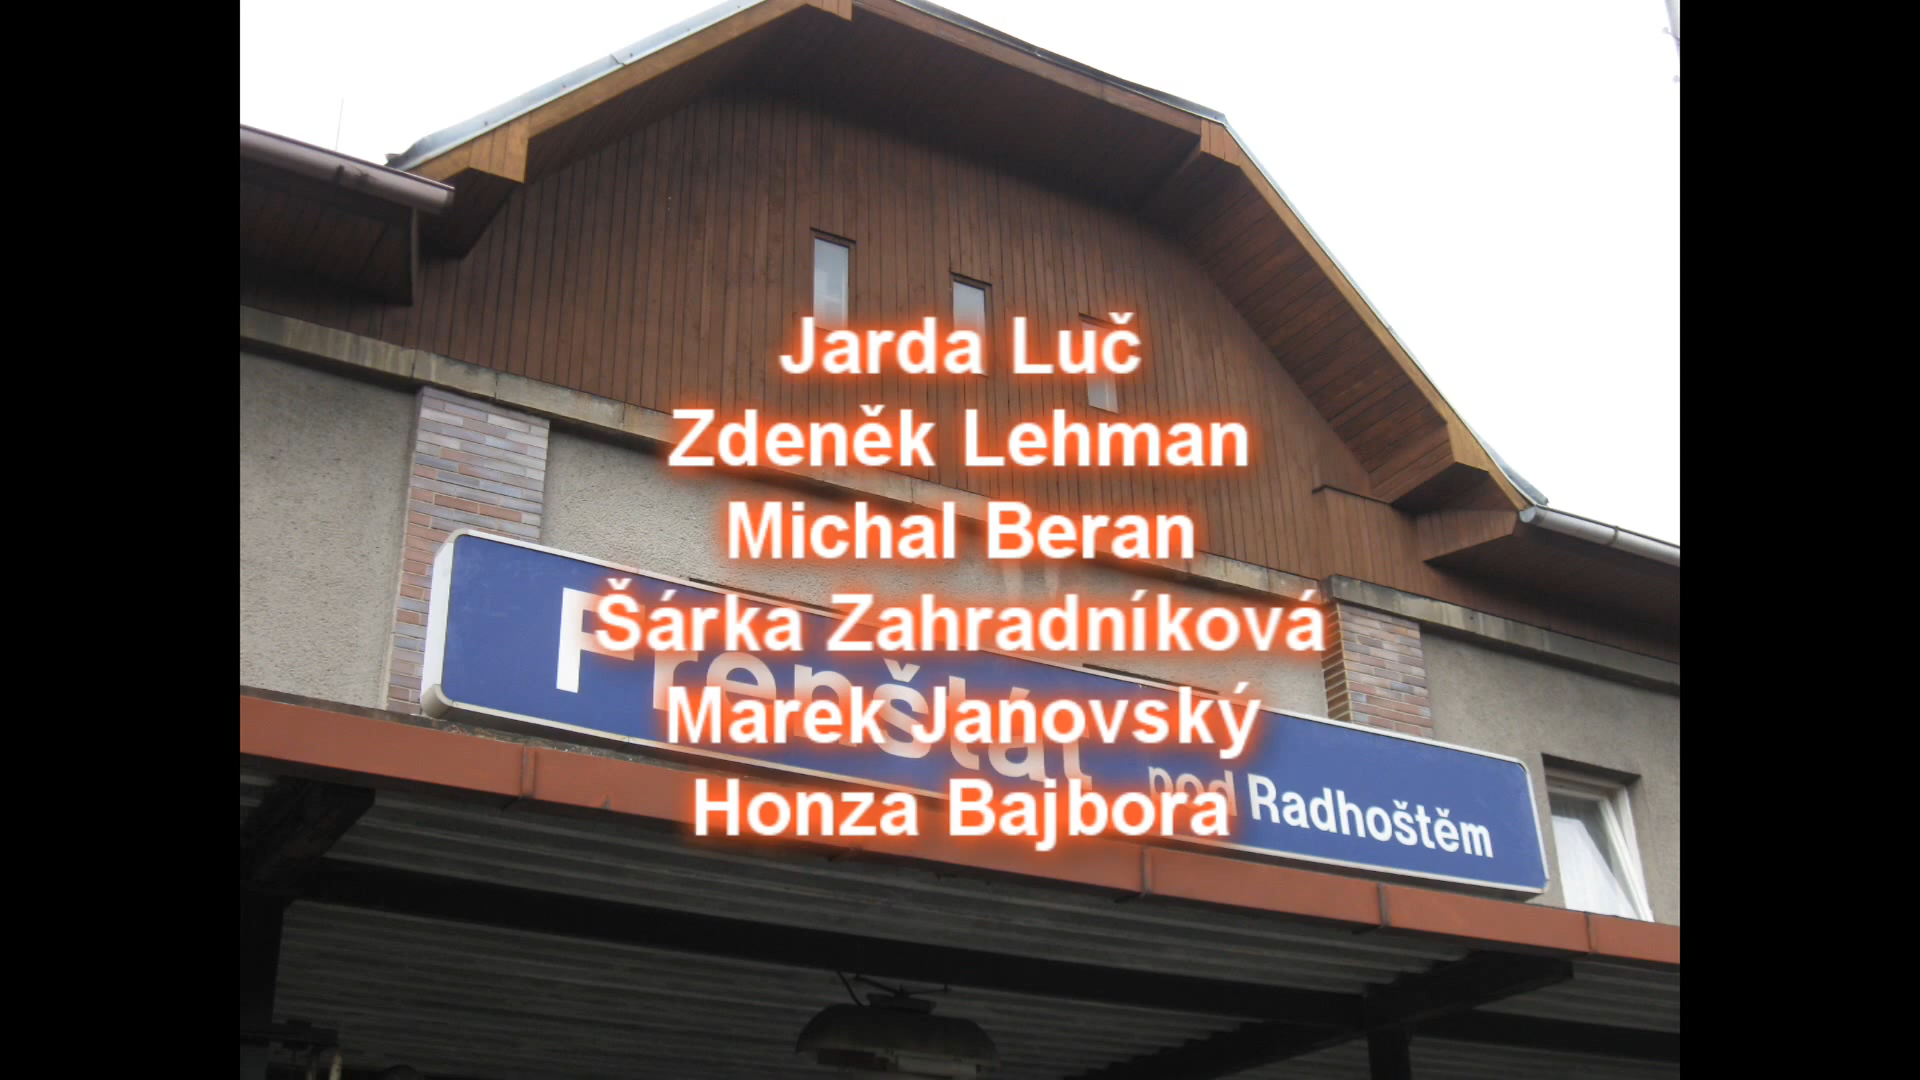 Jarda Luč
Zdeněk Lehman
Michal Beran
Šárka Zahradníková
Marek Janovský
Honza Bajbora
Frenštát pod Radhoštěm